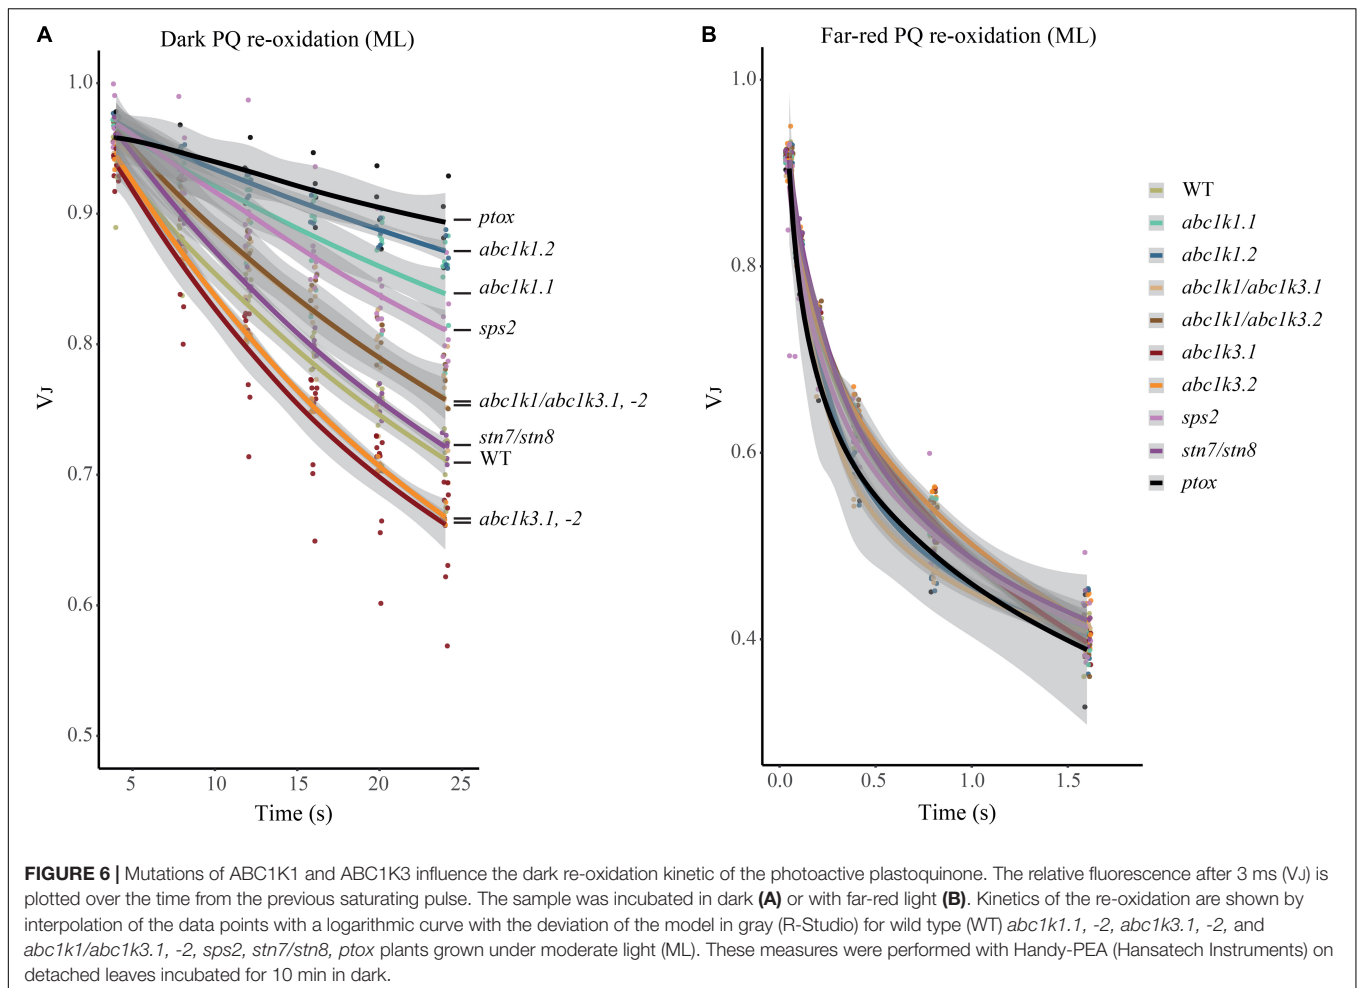 A
Dark PQ re-oxidation (ML)
1.0
0.9
0.8
0.7
0.6
0.5
VJ
5
10
15
20
25
Time (s)
ptox
abc1k1.2
abc1k1.1
sps2
abc1k1/abc1k3.1, -2
stn7/stn8
WT
abc1k3.1, -2
B
Far-red PQ re-oxidation (ML)
1.0
0.8
0.6
0.4
VJ
0.0
0.5
1.0
1.5
Time (s)
WT
abc1k1.1
abc1k1.2
abc1k1/abc1k3.1
abc1k1/abc1k3.2
abc1k3.1
abc1k3.2
sps2
stn7/stn8
ptox
FIGURE 6 | Mutations of ABC1K1 and ABC1K3 influence the dark re-oxidation kinetic of the photoactive plastoquinone. The relative fluorescence after 3 ms (VJ) is
plotted over the time from the previous saturating pulse. The sample was incubated in dark (A) or with far-red light (B). Kinetics of the re-oxidation are shown by
interpolation of the data points with a logarithmic curve with the deviation of the model in gray (R-Studio) for wild type (WT) abc1k1.1, -2, abc1k3.1, -2, and
abc1k1/abc1k3.1, -2, sps2, stn7/stn8, ptox plants grown under moderate light (ML). These measures were performed with Handy-PEA (Hansatech Instruments) on
detached leaves incubated for 10 min in dark.